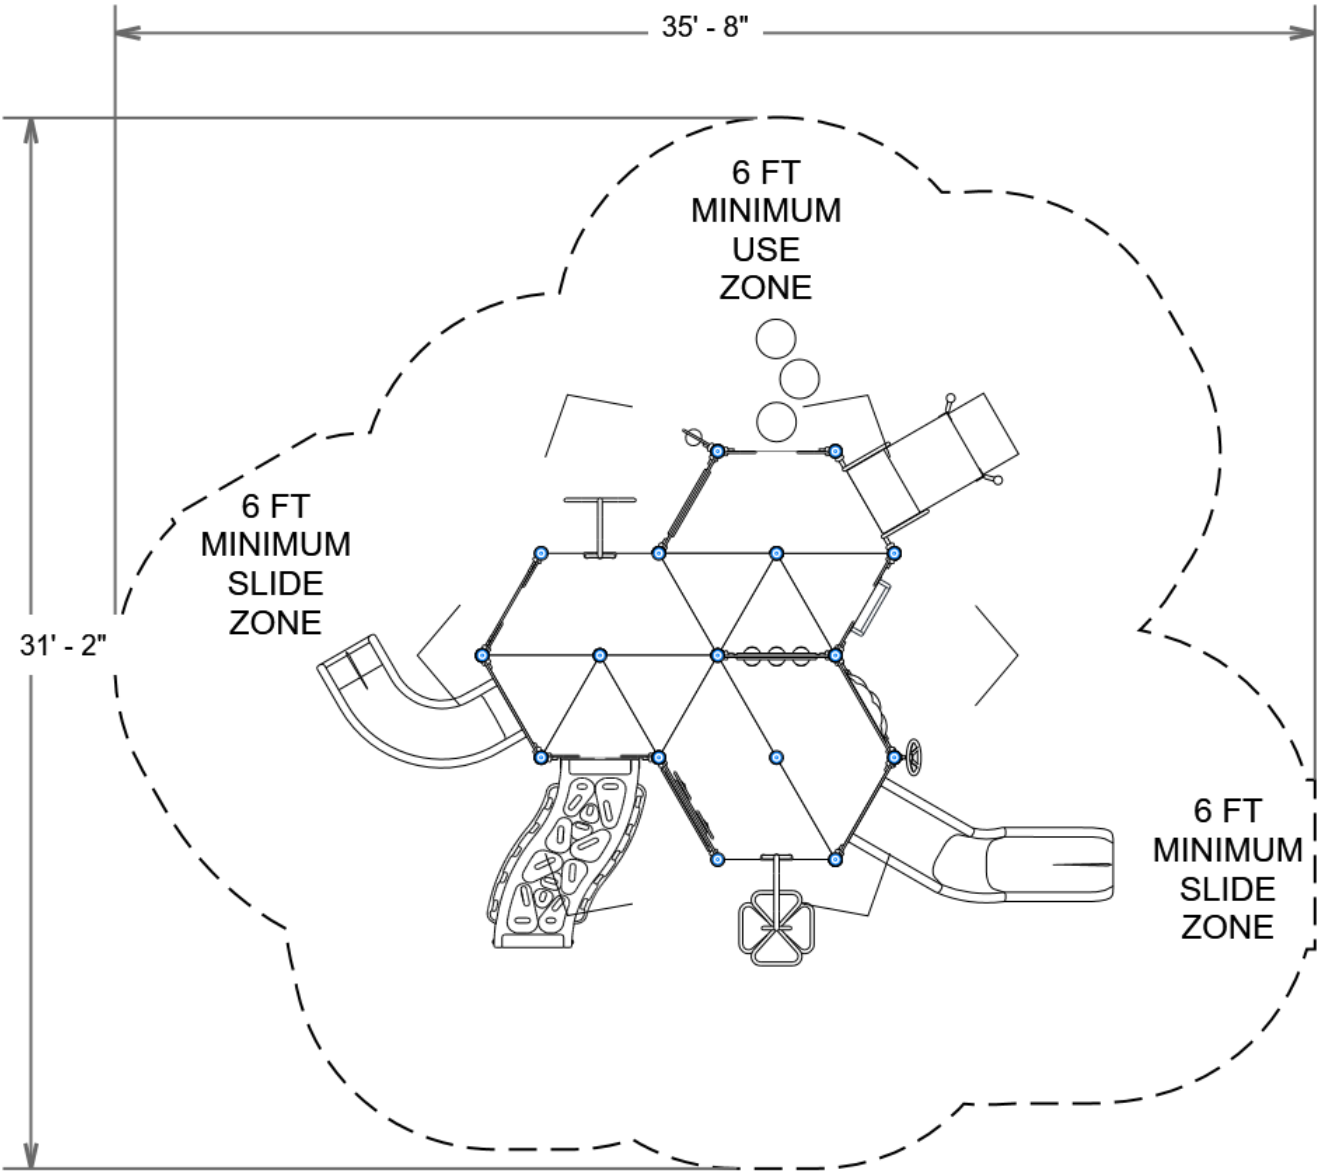 35' - 8"
6 FT
MINIMUM
USE
ZONE
6 FT
MINIMUM
SLIDE
ZONE
31' - 2"
6 FT
MINIMUM
SLIDE
ZONE